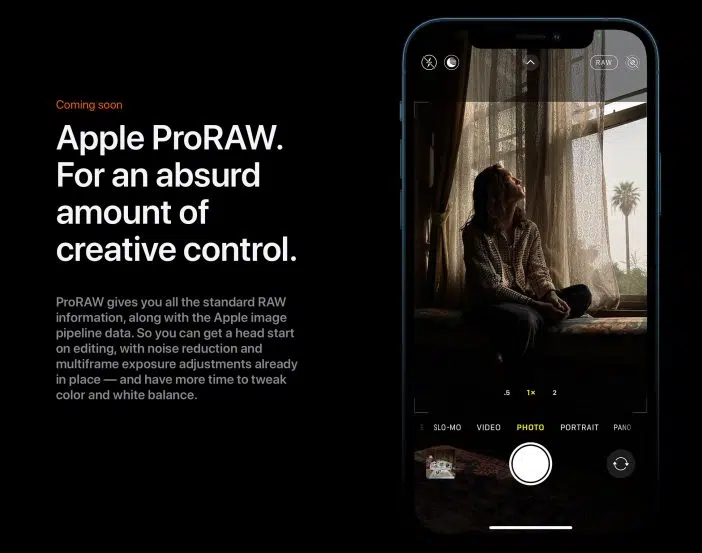 Coming soon
Apple ProRAW.
For an absurd
amount of
creative control.
ProRAW gives you all the standard RAW
information, along with the Apple image
pipeline data. So you can get a head start
on editing, with noise reduction and
multiframe exposure adjustments already
in place — and have more time to tweak
color and white balance.
RAW
.5 1× 2
SLO-MO VIDEO PHOTO PORTRAIT PANO